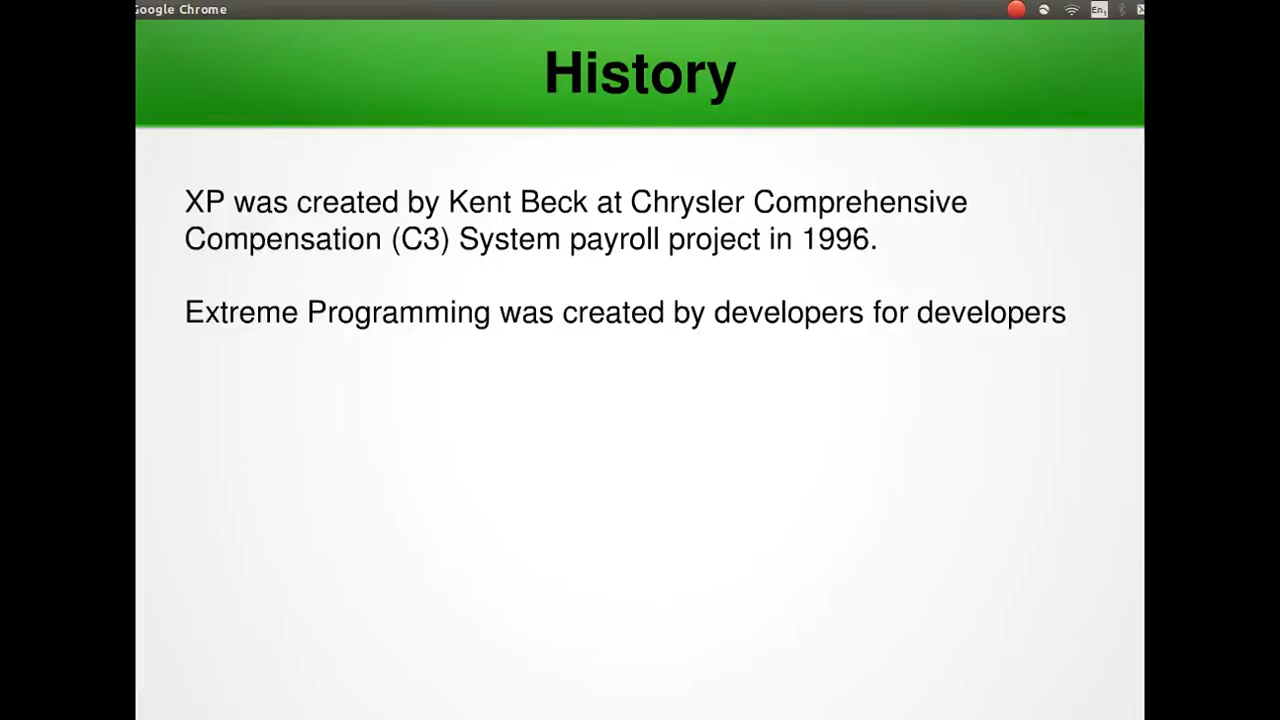 Google Chrome
En1
History
XP was created by Kent Beck at Chrysler Comprehensive
Compensation (C3) System payroll project in 1996.
Extreme Programming was created by developers for developers